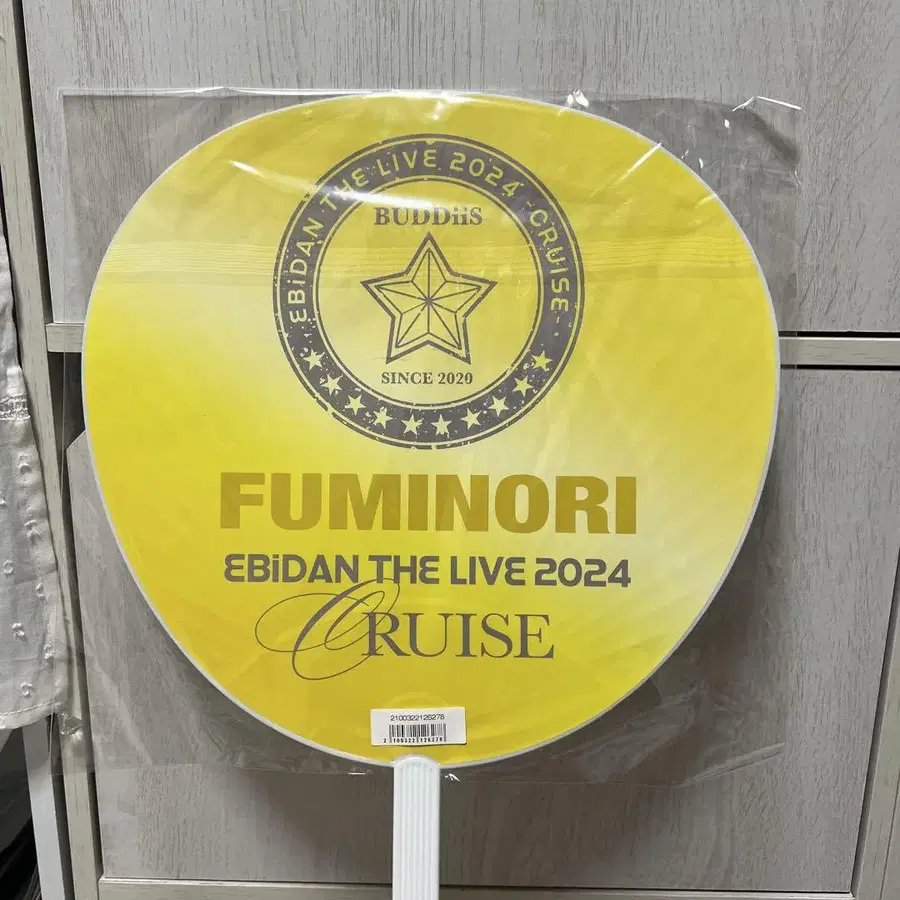 EBiDAN THE LIVE 2024 -CRUISE-
BUDDiiS
SINCE 2020
FUMINORI
EBiDAN THE LIVE 2024
CRUISE
2100322126278
2 100322 126278